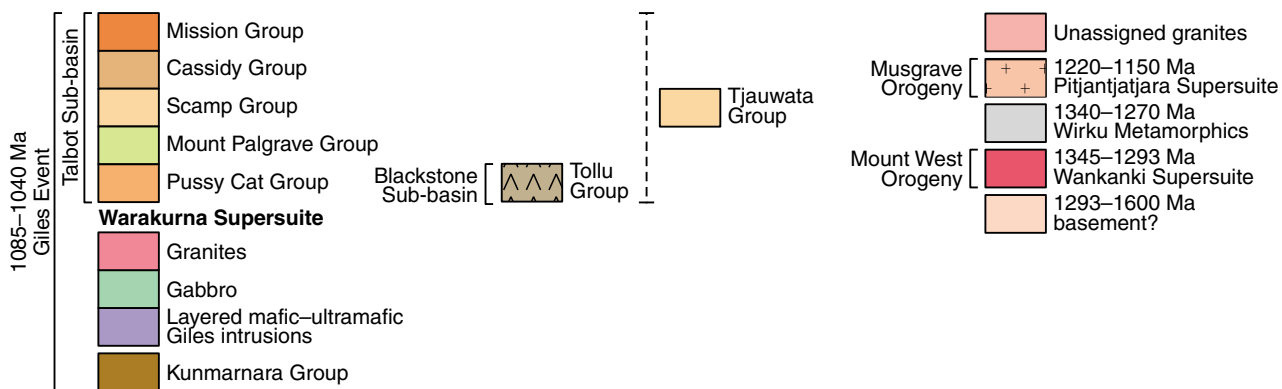 1085–1040 Ma
Giles Event
Talbot Sub-basin
Mission Group
Cassidy Group
Scamp Group
Mount Palgrave Group
Pussy Cat Group
Warakurna Supersuite
Granites
Gabbro
Layered mafic–ultramafic
Giles intrusions
Kunmarnara Group
Blackstone
Sub-basin
Tollu
Group
Tjauwata
Group
Unassigned granites
Musgrave
Orogeny
1220–1150 Ma
Pitjantjatjara Supersuite
1340–1270 Ma
Wirku Metamorphics
Mount West
Orogeny
1345–1293 Ma
Wankanki Supersuite
1293–1600 Ma
basement?